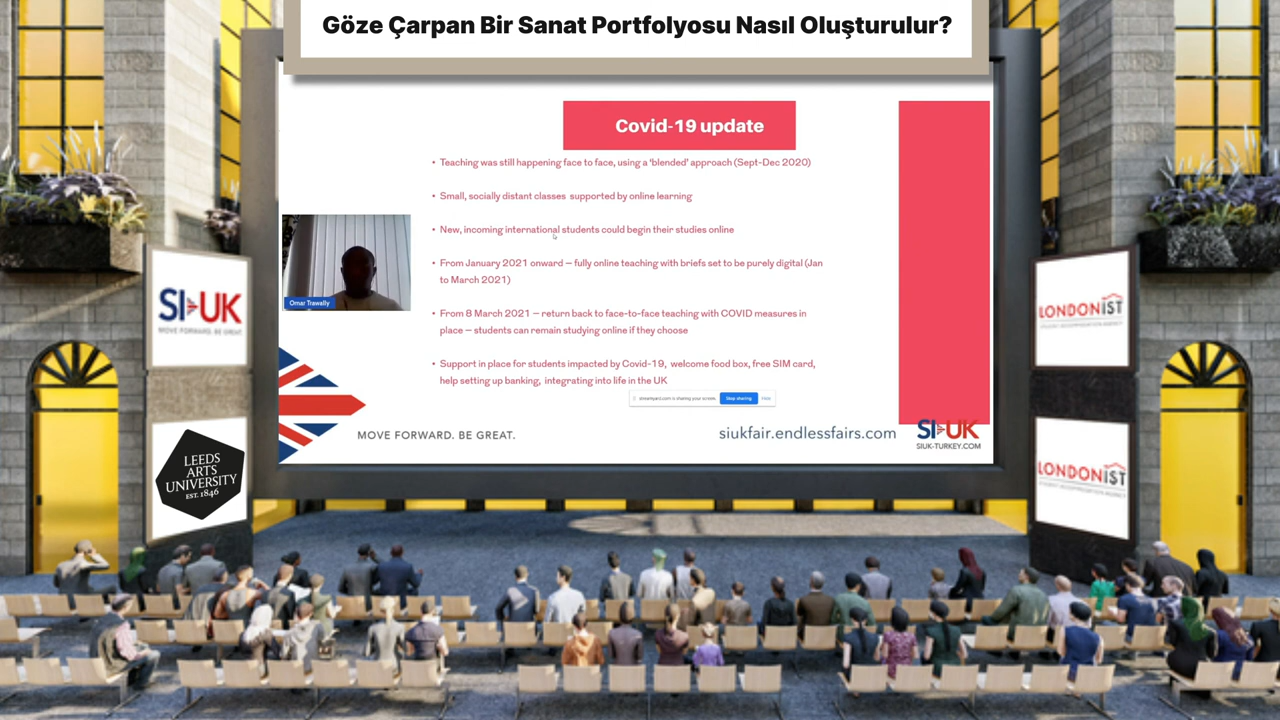 Göze Çarpan Bir Sanat Portfolyosu Nasıl Oluşturulur?
Covid-19 update
• Teaching was still happening face to face, using a ‘blended’ approach (Sept-Dec 2020)
• Small, socially distant classes supported by online learning
• New, incoming international students could begin their studies online
• From January 2021 onward – fully online teaching with briefs set to be purely digital (Jan
to March 2021)
• From 8 March 2021 – return back to face-to-face teaching with COVID measures in
place – students can remain studying online if they choose
• Support in place for students impacted by Covid-19, welcome food box, free SIM card,
help setting up banking, integrating into life in the UK
Omar Trawally
streamyard.com is sharing your screen.
Stop sharing
Hide
MOVE FORWARD. BE GREAT.
siukfair.endlessfairs.com
SI-UK
SIUK-TURKEY.COM
SI-UK
MOVE FORWARD. BE GREAT
LEEDS
ARTS
UNIVERSITY
EST. 1846
LONDONIST
LONDONIST